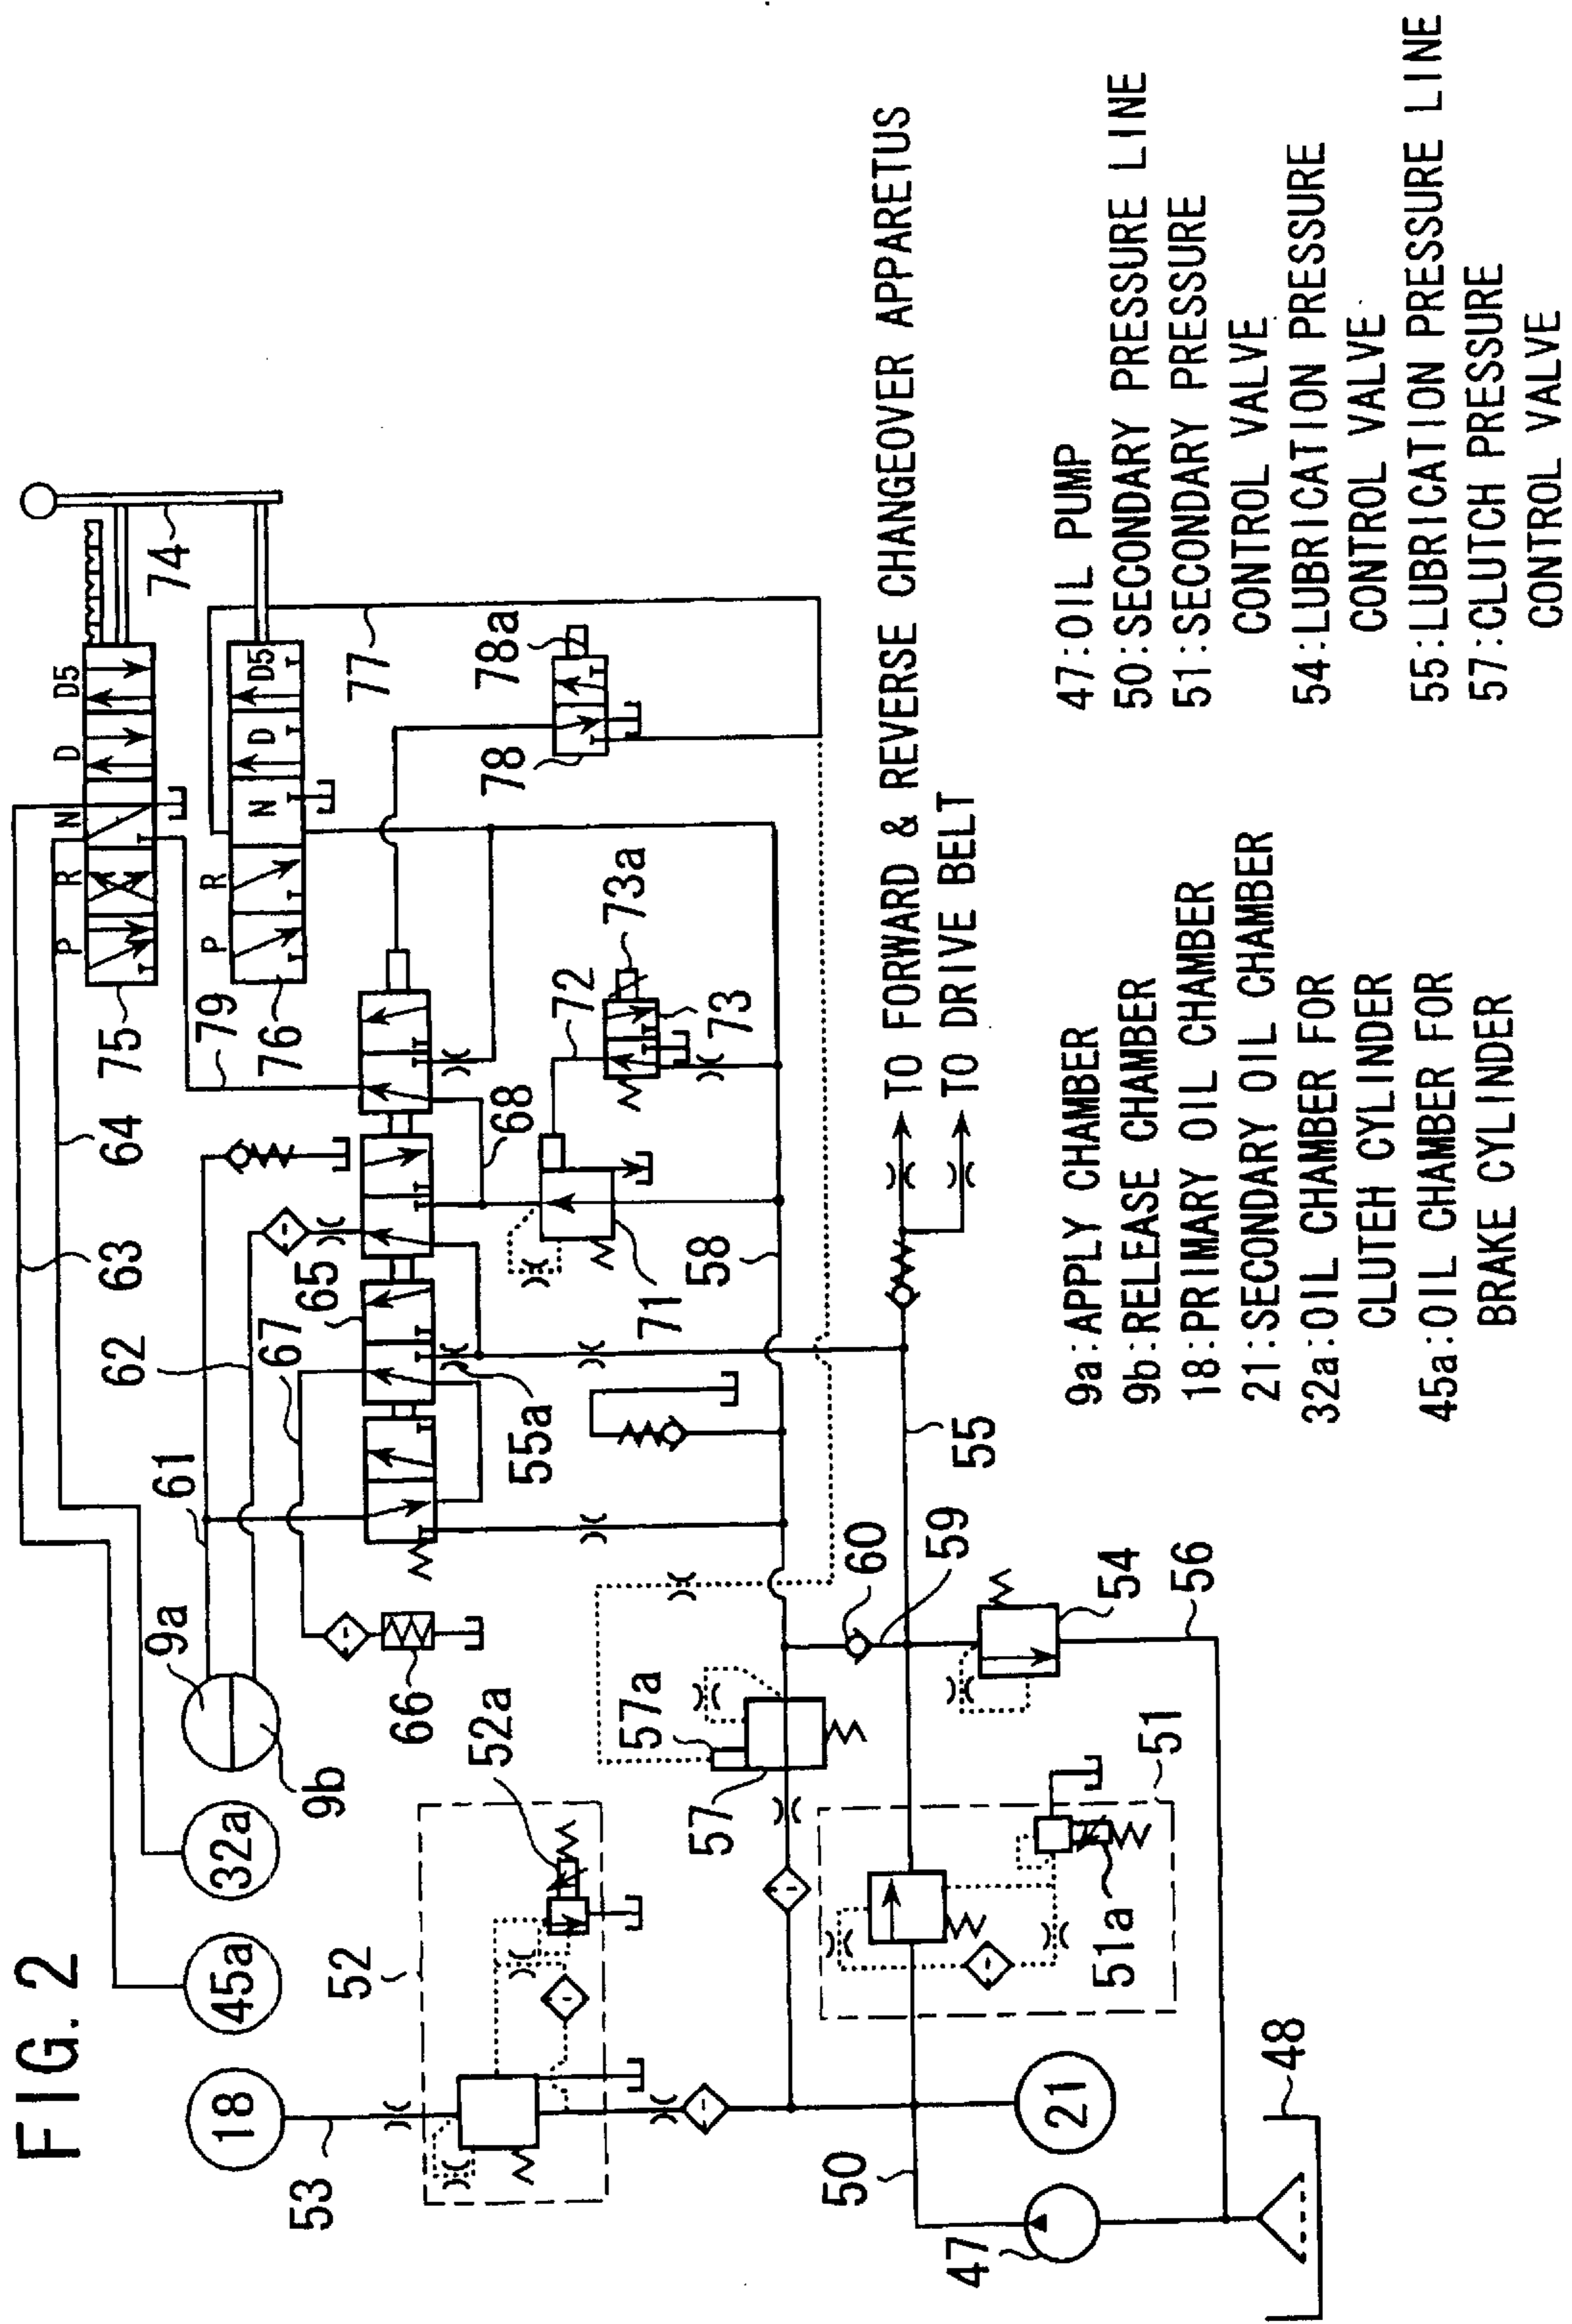 FIG. 2
18
45a
32a
9a
9b
53
52
52a
66
61
62
63
64
67
65
55a
68
79
75
76
P R N D D5
P R N D D5
74
77
78
78a
72
73a
73
71
58
57a
57
60
59
55
54
56
51
51a
50
47
21
48
TO FORWARD & REVERSE CHANGEOVER APPARETUS
TO DRIVE BELT
9a:APPLY CHAMBER
9b:RELEASE CHAMBER
18:PRIMARY OIL CHAMBER
21:SECONDARY OIL CHAMBER
32a:OIL CHAMBER FOR
CLUTEH CYLINDER
45a:OIL CHAMBER FOR
BRAKE CYLINDER
47:OIL PUMP
50:SECONDARY PRESSURE LINE
51:SECONDARY PRESSURE
CONTROL VALVE
54:LUBRICATION PRESSURE
CONTROL VALVE
55:LUBRICATION PRESSURE LINE
57:CLUTCH PRESSURE
CONTROL VALVE